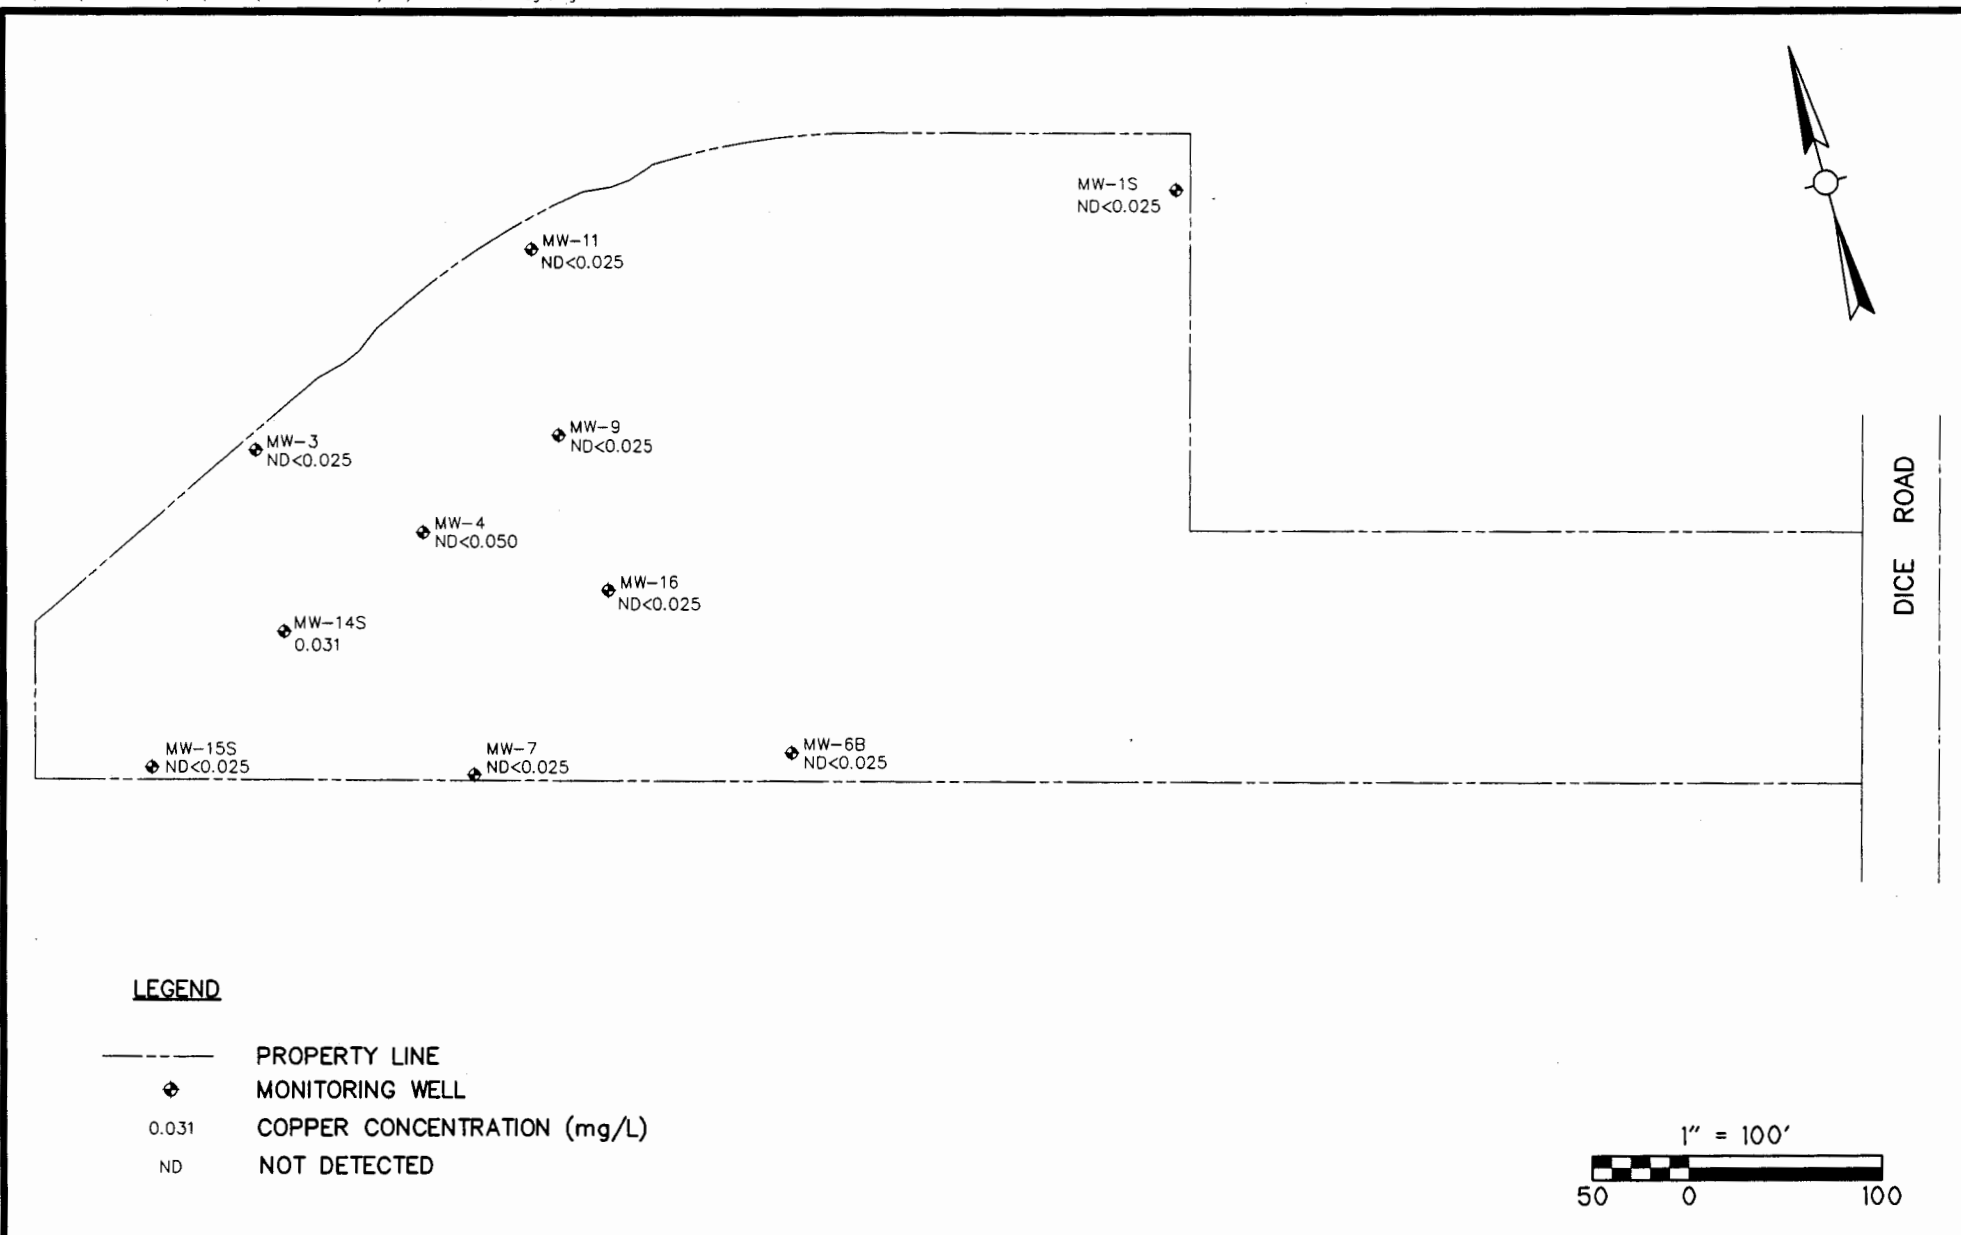 MW-1S
ND<0.025
MW-11
ND<0.025
MW-9
ND<0.025
MW-3
ND<0.025
MW-4
ND<0.050
MW-16
ND<0.025
MW-14S
0.031
MW-15S
ND<0.025
MW-7
ND<0.025
MW-6B
ND<0.025
DICE ROAD
LEGEND
PROPERTY LINE
MONITORING WELL
0.031 COPPER CONCENTRATION (mg/L)
ND NOT DETECTED
1" = 100'
50 0 100